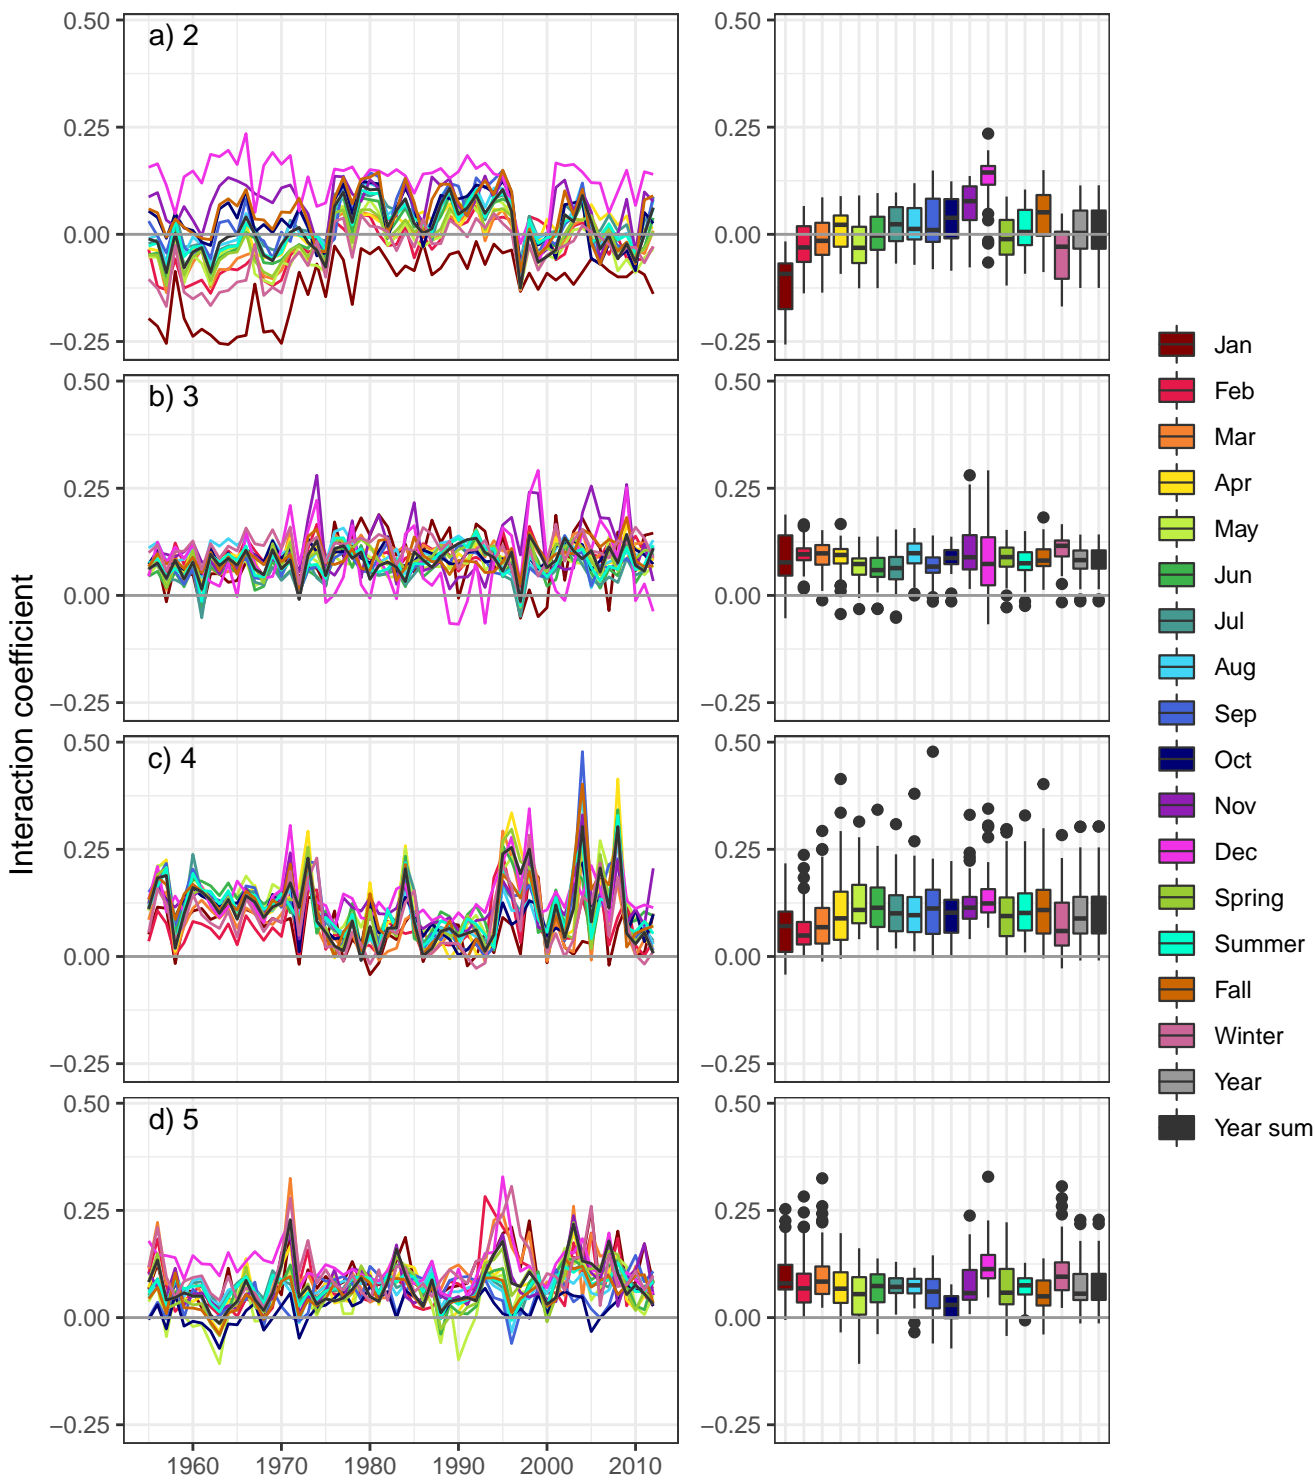 Interaction coefficient
a) 2
0.50
0.25
0.00
−0.25
0.50
0.25
0.00
−0.25
b) 3
0.50
0.25
0.00
−0.25
0.50
0.25
0.00
−0.25
c) 4
0.50
0.25
0.00
−0.25
0.50
0.25
0.00
−0.25
d) 5
0.50
0.25
0.00
−0.25
0.50
0.25
0.00
−0.25
1960 1970 1980 1990 2000 2010
Jan
Feb
Mar
Apr
May
Jun
Jul
Aug
Sep
Oct
Nov
Dec
Spring
Summer
Fall
Winter
Year
Year sum